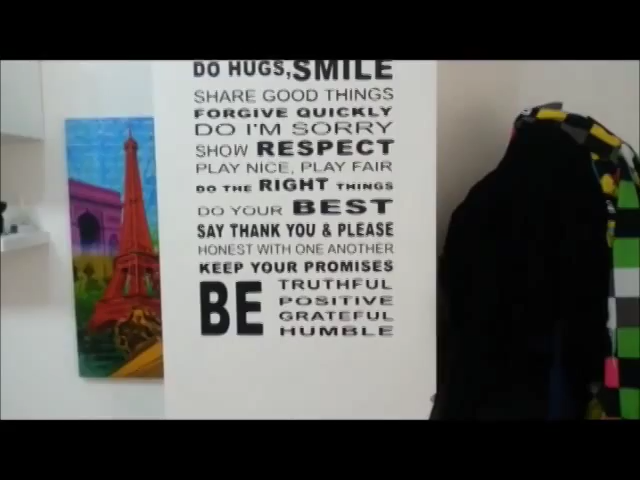 DO HUGS, SMILE
SHARE GOOD THINGS
FORGIVE QUICKLY
DO I'M SORRY
SHOW RESPECT
PLAY NICE, PLAY FAIR
DO THE RIGHT THINGS
DO YOUR BEST
SAY THANK YOU & PLEASE
HONEST WITH ONE ANOTHER
KEEP YOUR PROMISES
BE TRUTHFUL
POSITIVE
GRATEFUL
HUMBLE